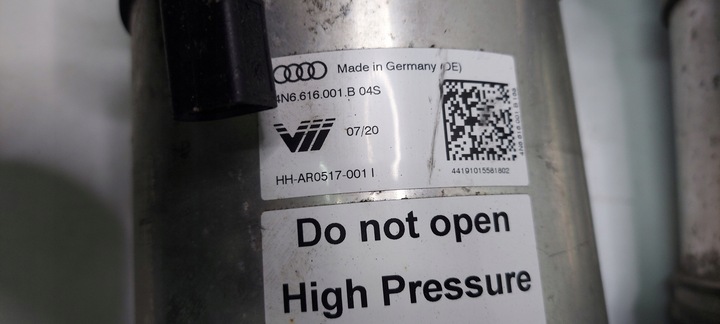 Made in Germany (DE)
4N6.616.001.B 04S
07/20
HH-AR0517-001 I
44191015581802
Do not open
High Pressure